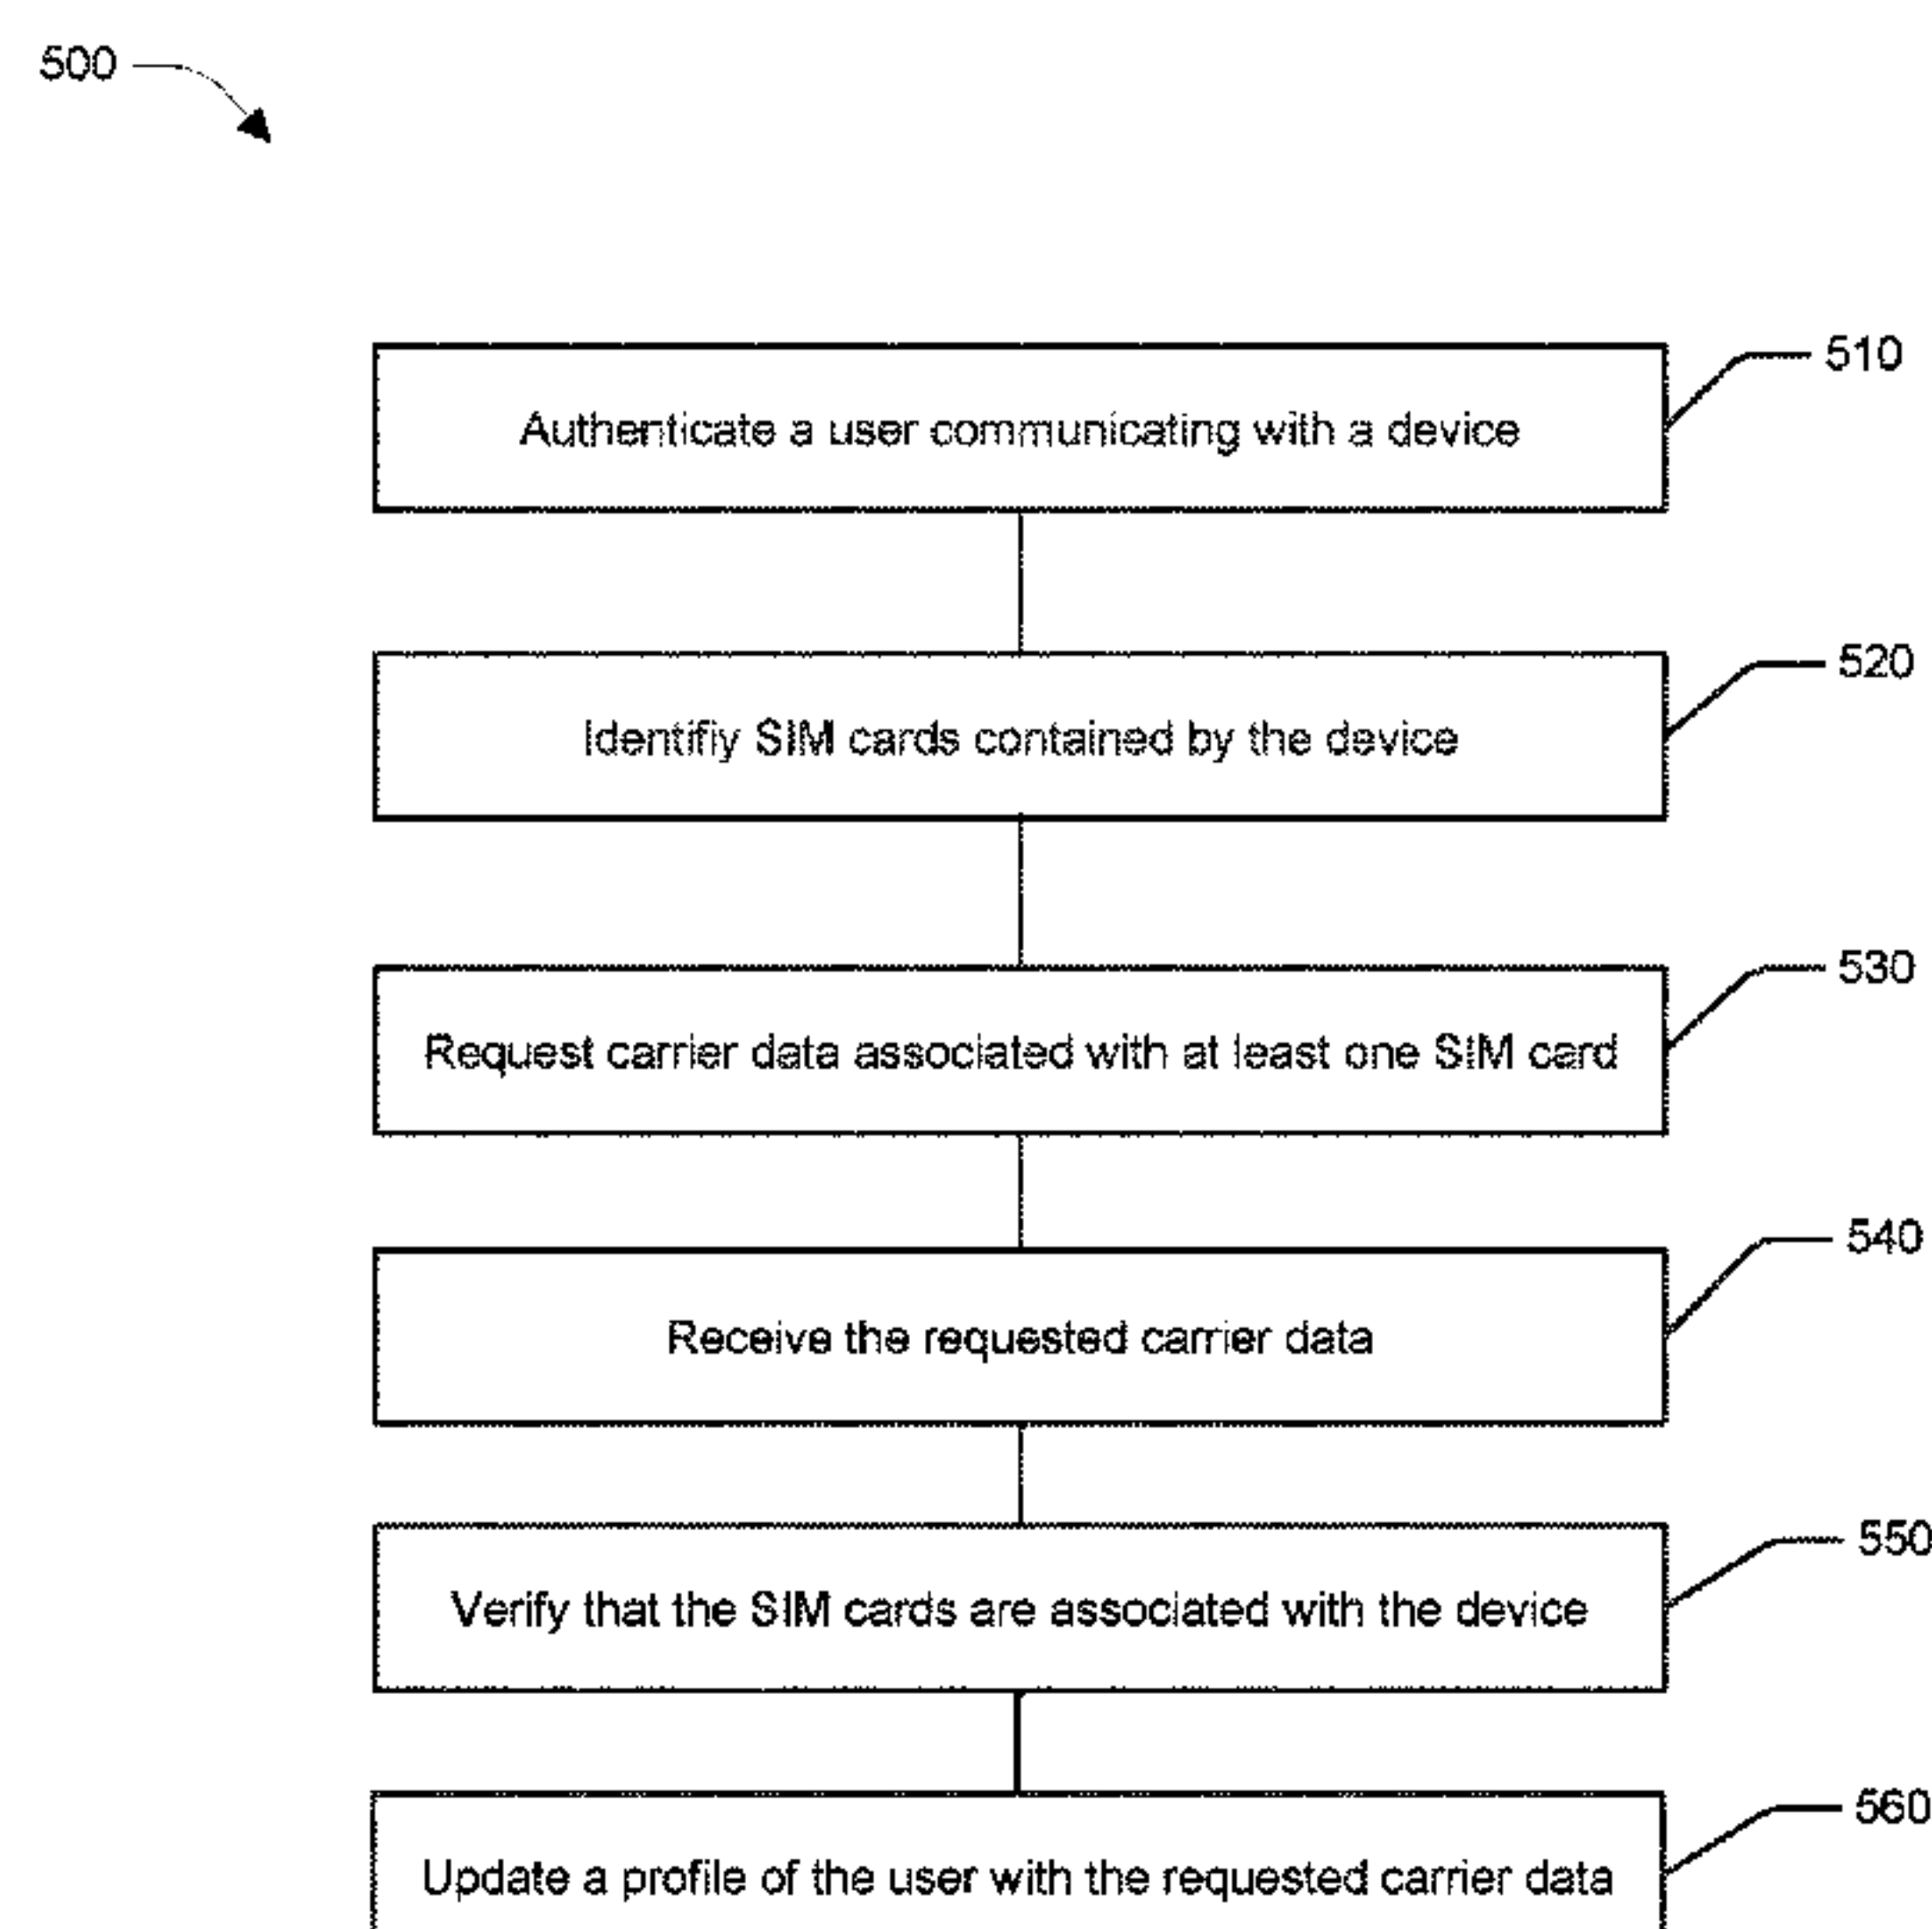 500
510
Authenticate a user communicating with a device
520
Identifiy SIM cards contained by the device
530
Request carrier data associated with at least one SIM card
540
Receive the requested carrier data
550
Verify that the SIM cards are associated with the device
560
Update a profile of the user with the requested carrier data